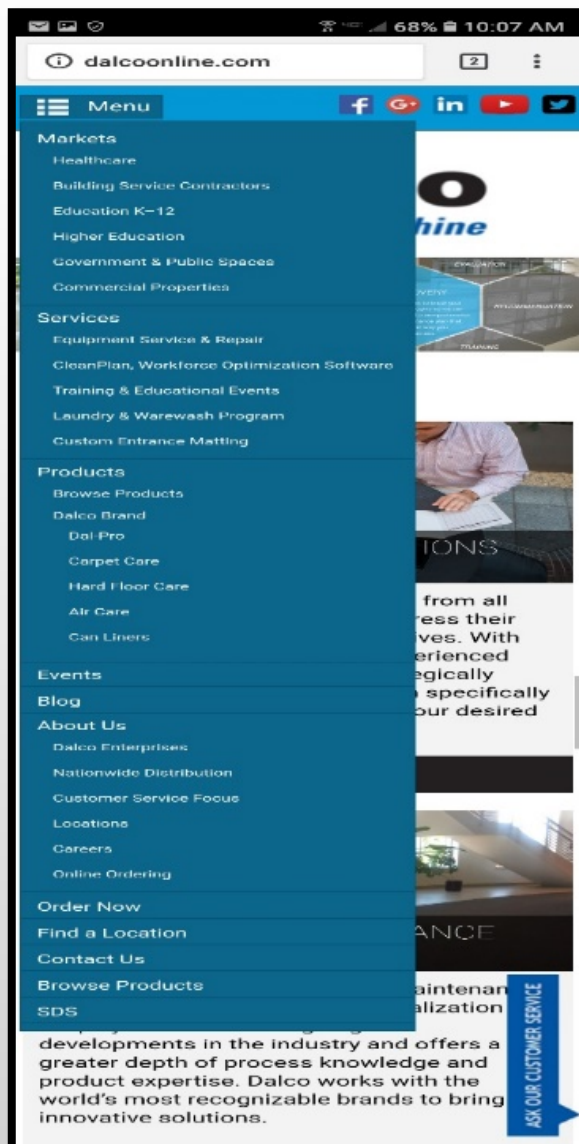 68% 10:07 AM
dalcoonline.com
2
Menu
f G+ in
Markets
Healthcare
Building Service Contractors
Education K–12
Higher Education
Government & Public Spaces
Commercial Properties
Services
Equipment Service & Repair
CleanPlan, Workforce Optimization Software
Training & Educational Events
Laundry & Warewash Program
Custom Entrance Matting
Products
Browse Products
Dalco Brand
Dal-Pro
Carpet Care
Hard Floor Care
Air Care
Can Liners
Events
Blog
About Us
Dalco Enterprises
Nationwide Distribution
Customer Service Focus
Locations
Careers
Online Ordering
Order Now
Find a Location
Contact Us
Browse Products
SDS
O
hine
EVALUATION
RECOMMENDATION
TRAINING
IONS
from all
ress their
ives. With
erienced
egically
specifically
our desired
ANCE
aintenan
alization
developments in the industry and offers a
greater depth of process knowledge and
product expertise. Dalco works with the
world's most recognizable brands to bring
innovative solutions.
ASK OUR CUSTOMER SERVICE